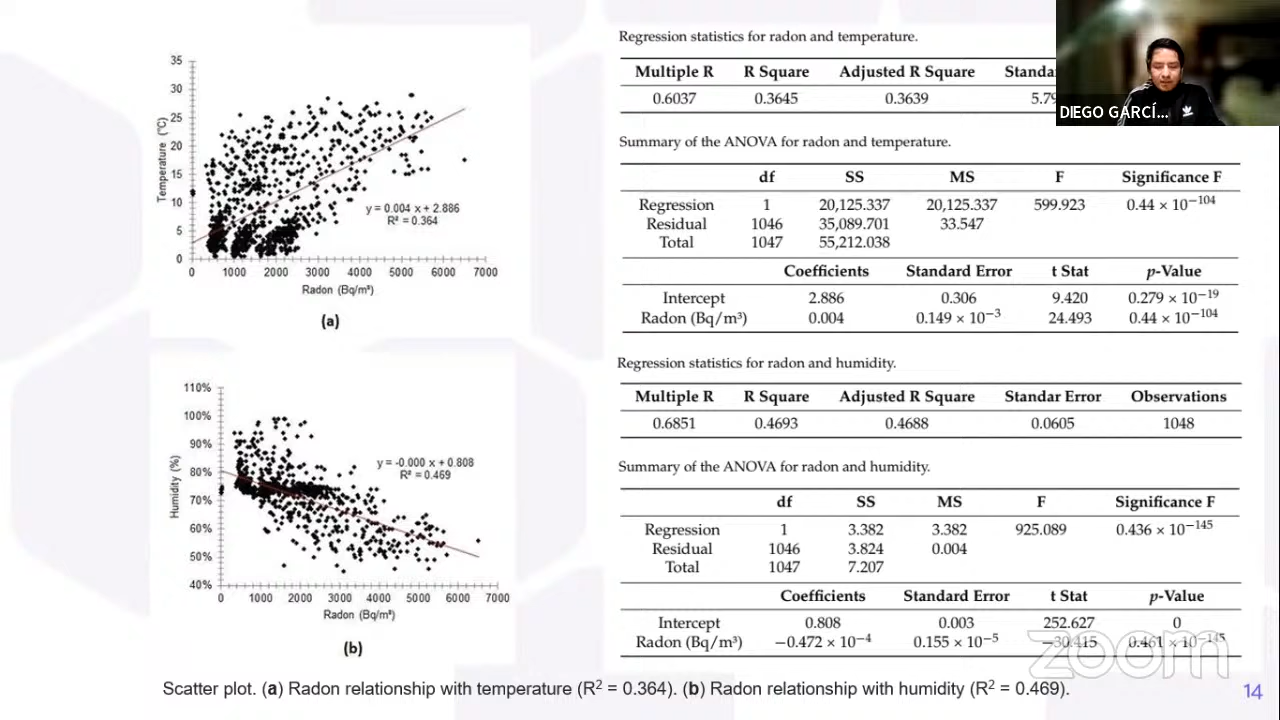 35
30
25
20
15
10
5
0
Temperature (°C)
y = 0.004 x + 2.886
R² = 0.364
0 1000 2000 3000 4000 5000 6000 7000
Radon (Bq/m³)
(a)
110%
100%
90%
80%
70%
60%
50%
40%
Humidity (%)
y = -0.000 x + 0.808
R² = 0.469
0 1000 2000 3000 4000 5000 6000 7000
Radon (Bq/m³)
(b)
Regression statistics for radon and temperature.
Multiple R R Square Adjusted R Square Standa
0.6037 0.3645 0.3639 5.79
DIEGO GARCÍ...
Summary of the ANOVA for radon and temperature.
df SS MS F Significance F
Regression 1 20,125.337 20,125.337 599.923 0.44 × 10⁻¹⁰⁴
Residual 1046 35,089.701 33.547
Total 1047 55,212.038
Coefficients Standard Error t Stat p-Value
Intercept 2.886 0.306 9.420 0.279 × 10⁻¹⁹
Radon (Bq/m³) 0.004 0.149 × 10⁻³ 24.493 0.44 × 10⁻¹⁰⁴
Regression statistics for radon and humidity.
Multiple R R Square Adjusted R Square Standar Error Observations
0.6851 0.4693 0.4688 0.0605 1048
Summary of the ANOVA for radon and humidity.
df SS MS F Significance F
Regression 1 3.382 3.382 925.089 0.436 × 10⁻¹⁴⁵
Residual 1046 3.824 0.004
Total 1047 7.207
Coefficients Standard Error t Stat p-Value
Intercept 0.808 0.003 252.627 0
Radon (Bq/m³) −0.472 × 10⁻⁴ 0.155 × 10⁻⁵ −30.415 0.461 × 10⁻¹⁴⁵
zoom
Scatter plot. (a) Radon relationship with temperature (R² = 0.364). (b) Radon relationship with humidity (R² = 0.469).
14